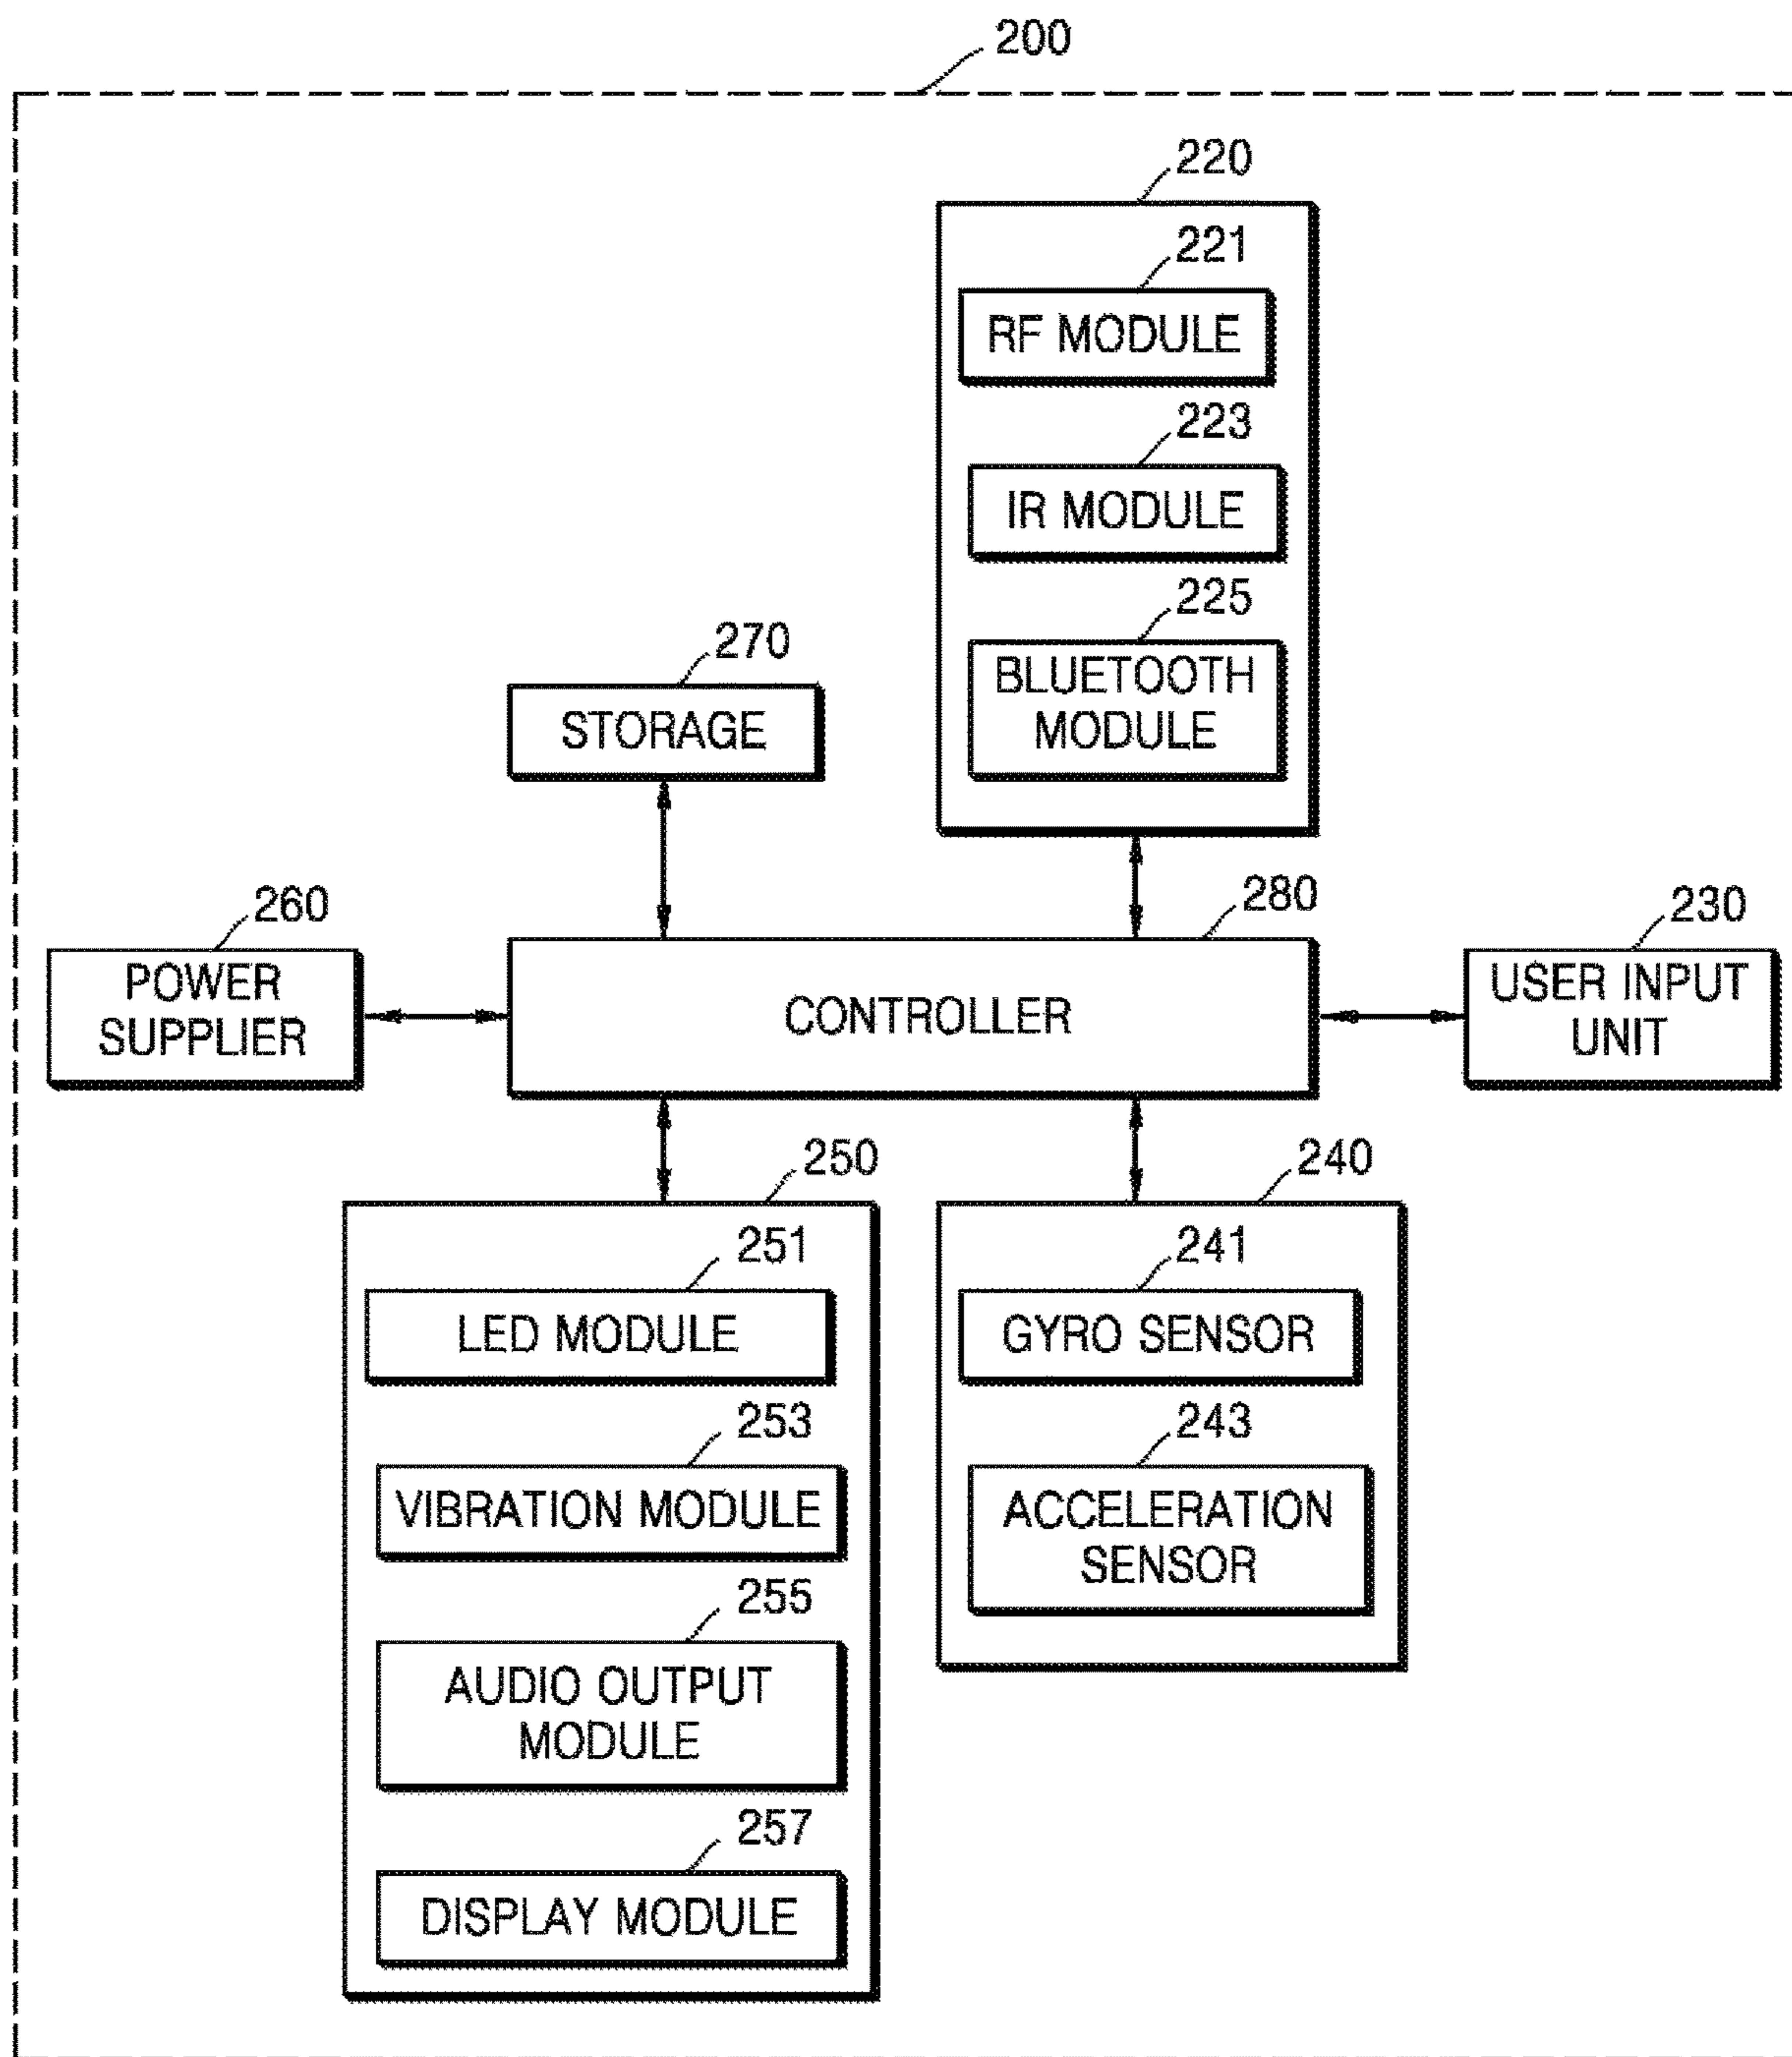 200
220
221
RF MODULE
223
IR MODULE
225
BLUETOOTH
MODULE
270
STORAGE
260
POWER
SUPPLIER
280
CONTROLLER
230
USER INPUT
UNIT
250
251
LED MODULE
253
VIBRATION MODULE
255
AUDIO OUTPUT
MODULE
257
DISPLAY MODULE
240
241
GYRO SENSOR
243
ACCELERATION
SENSOR